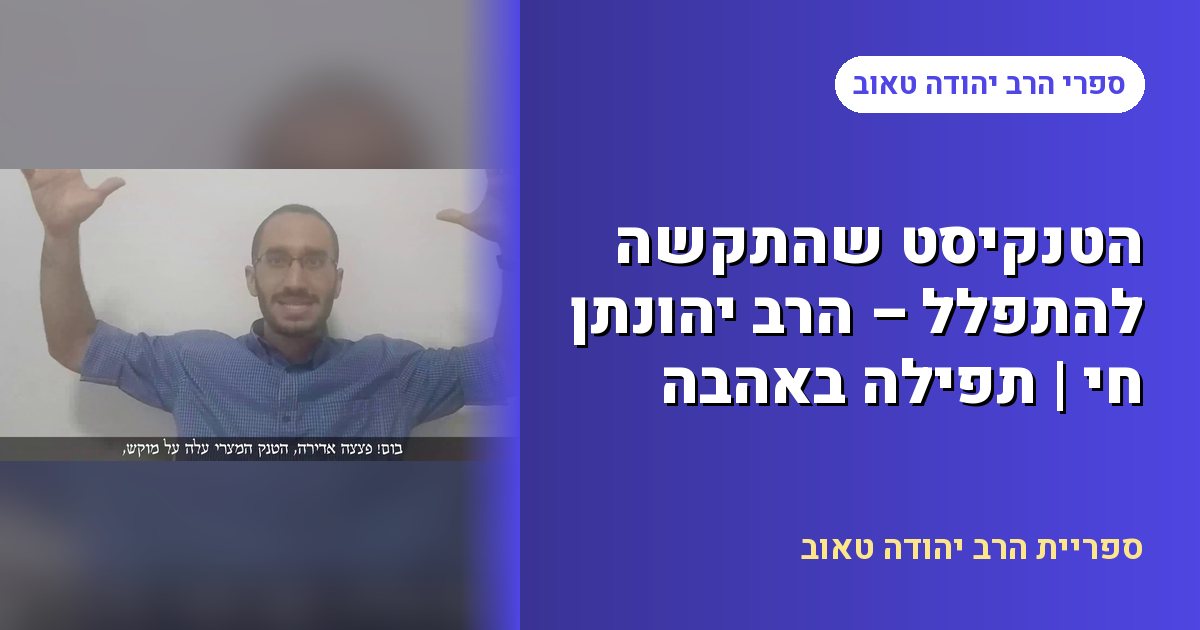 ספרי הרב יהודה טאוב
הטנקיסט שהתקשה
להתפלל – הרב יהונתן
חי | תפילה באהבה
ספריית הרב יהודה טאוב
בום! פצצה אדירה, הטנק המצרי עלה על מוקש,